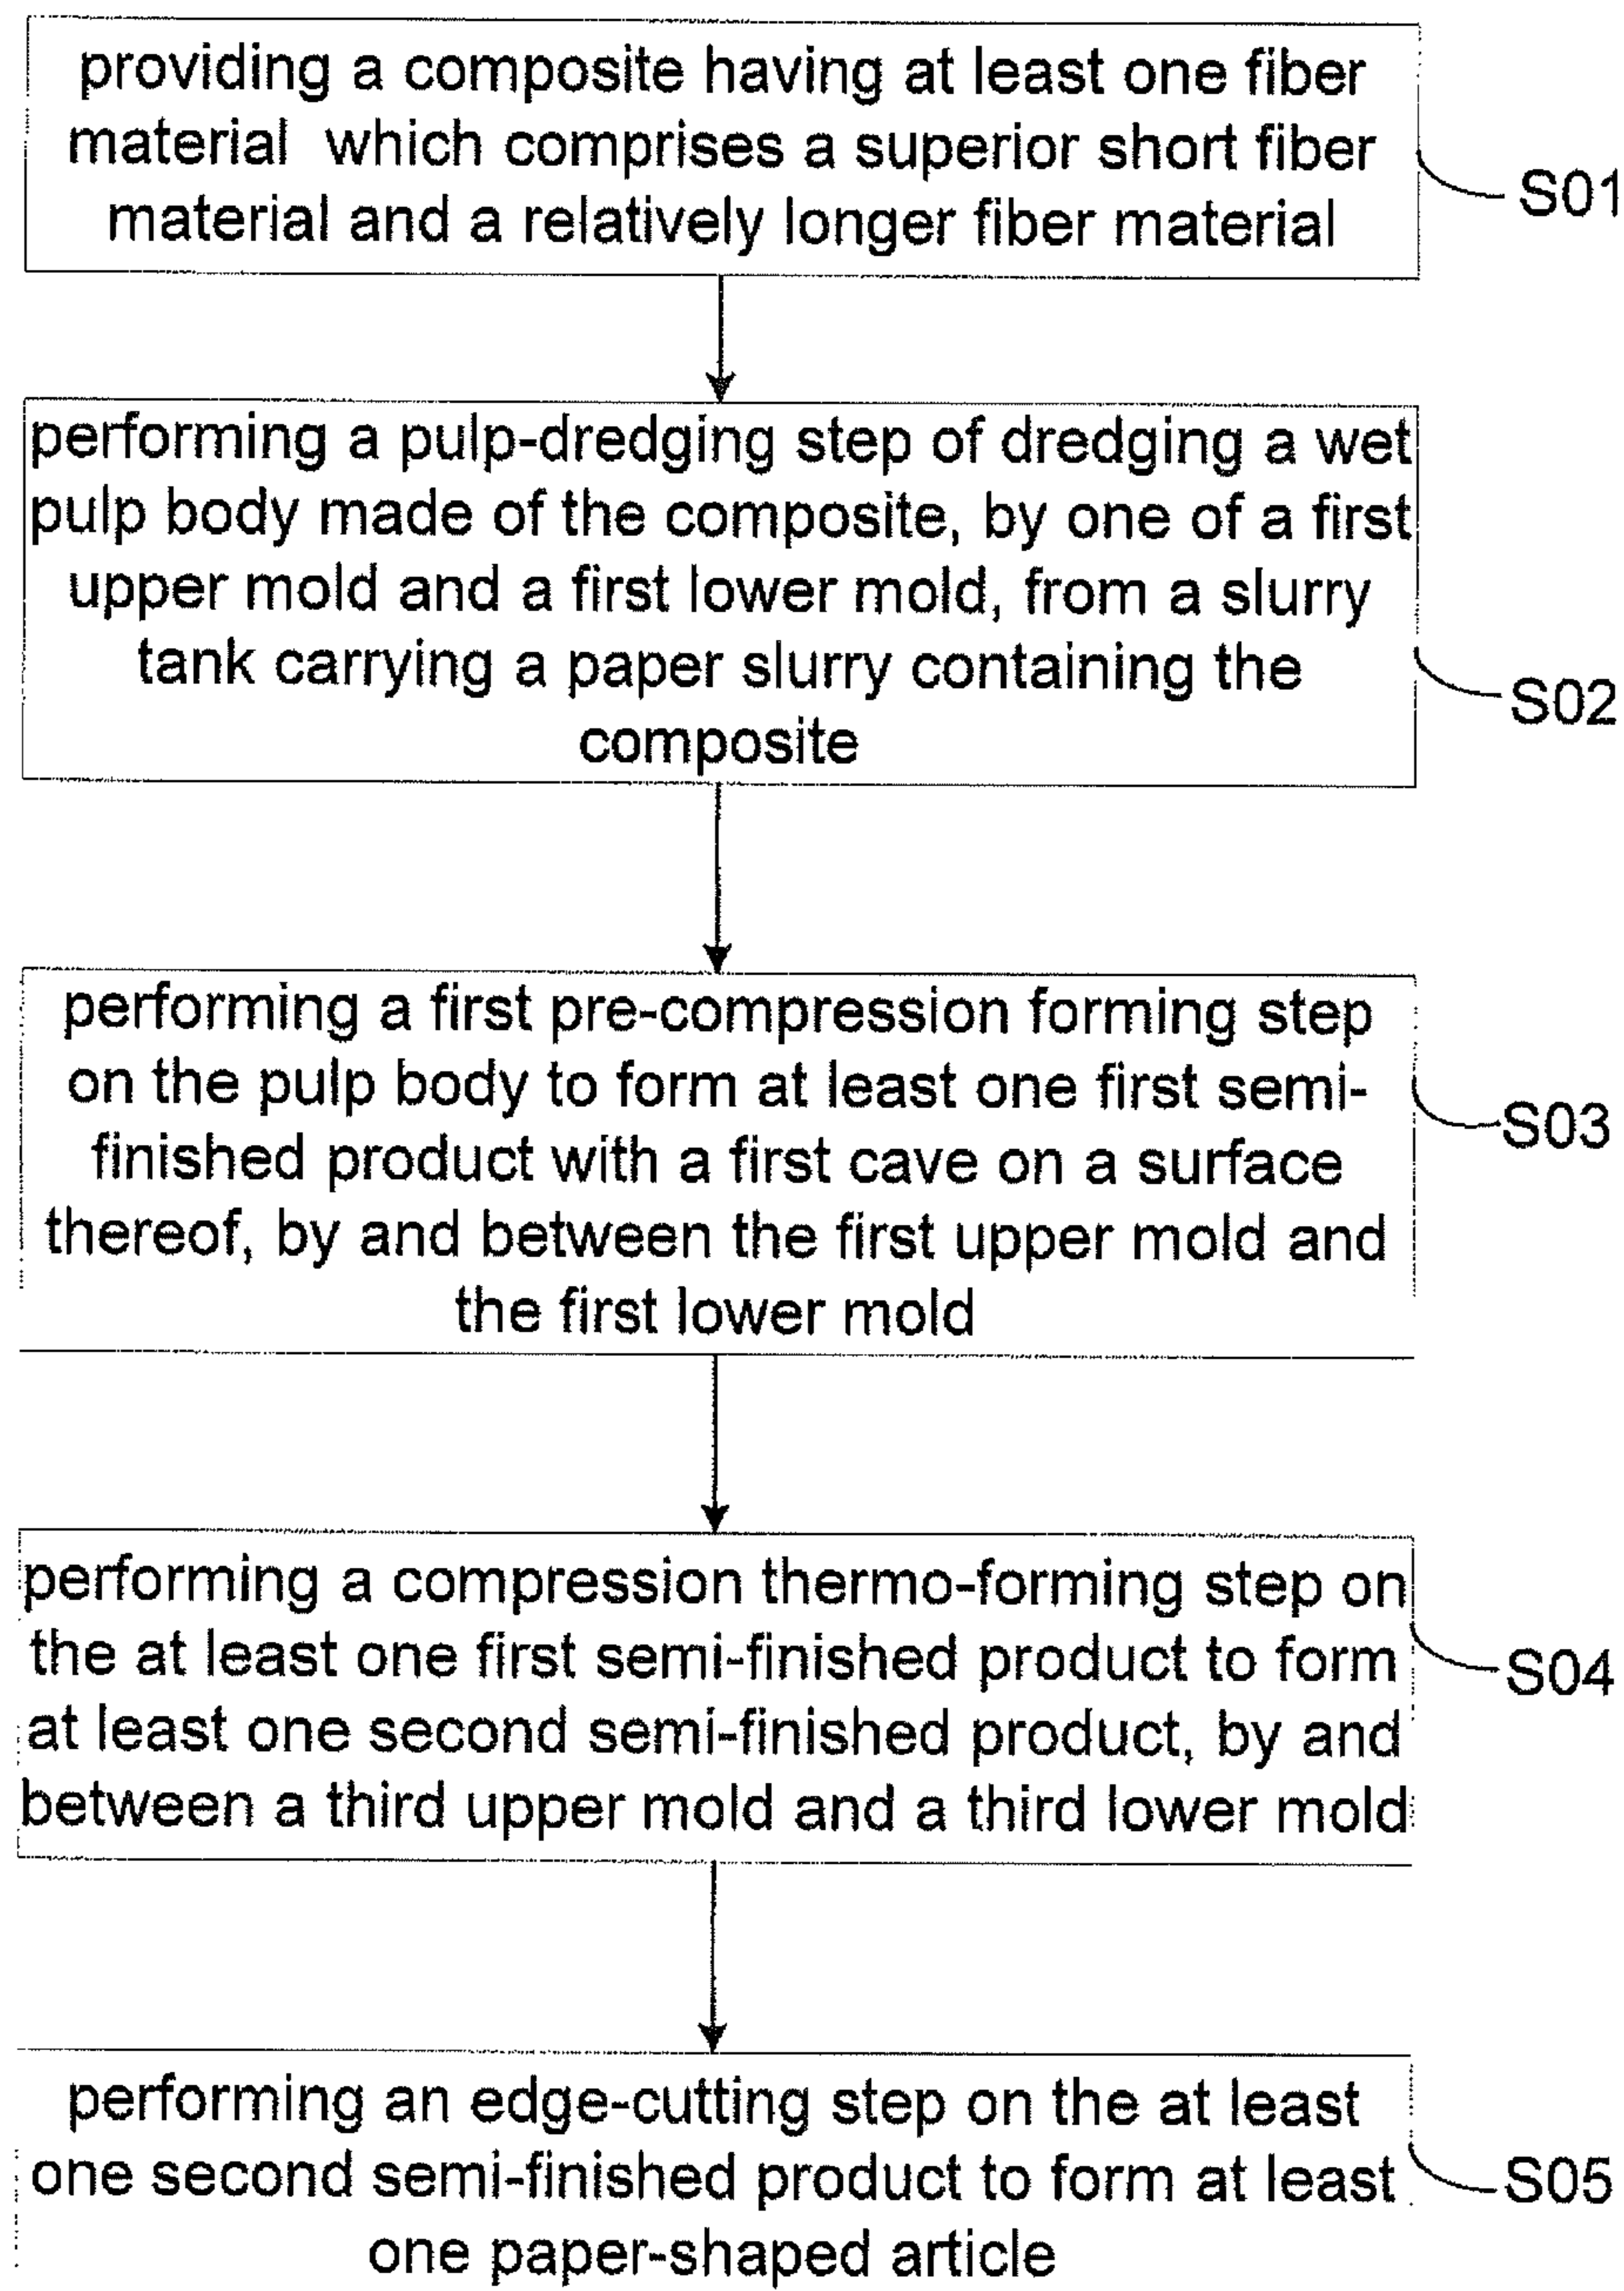 providing a composite having at least one fiber
material which comprises a superior short fiber
material and a relatively longer fiber material
S01
performing a pulp-dredging step of dredging a wet
pulp body made of the composite, by one of a first
upper mold and a first lower mold, from a slurry
tank carrying a paper slurry containing the
composite
S02
performing a first pre-compression forming step
on the pulp body to form at least one first semi-
finished product with a first cave on a surface
thereof, by and between the first upper mold and
the first lower mold
S03
performing a compression thermo-forming step on
the at least one first semi-finished product to form
at least one second semi-finished product, by and
between a third upper mold and a third lower mold
S04
performing an edge-cutting step on the at least
one second semi-finished product to form at least
one paper-shaped article
S05